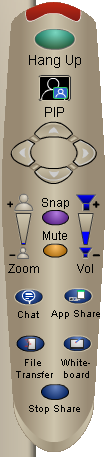 Hang Up
PIP
+ Snap +
Mute
- -
Zoom Vol
Chat App Share
File White-
Transfer board
Stop Share